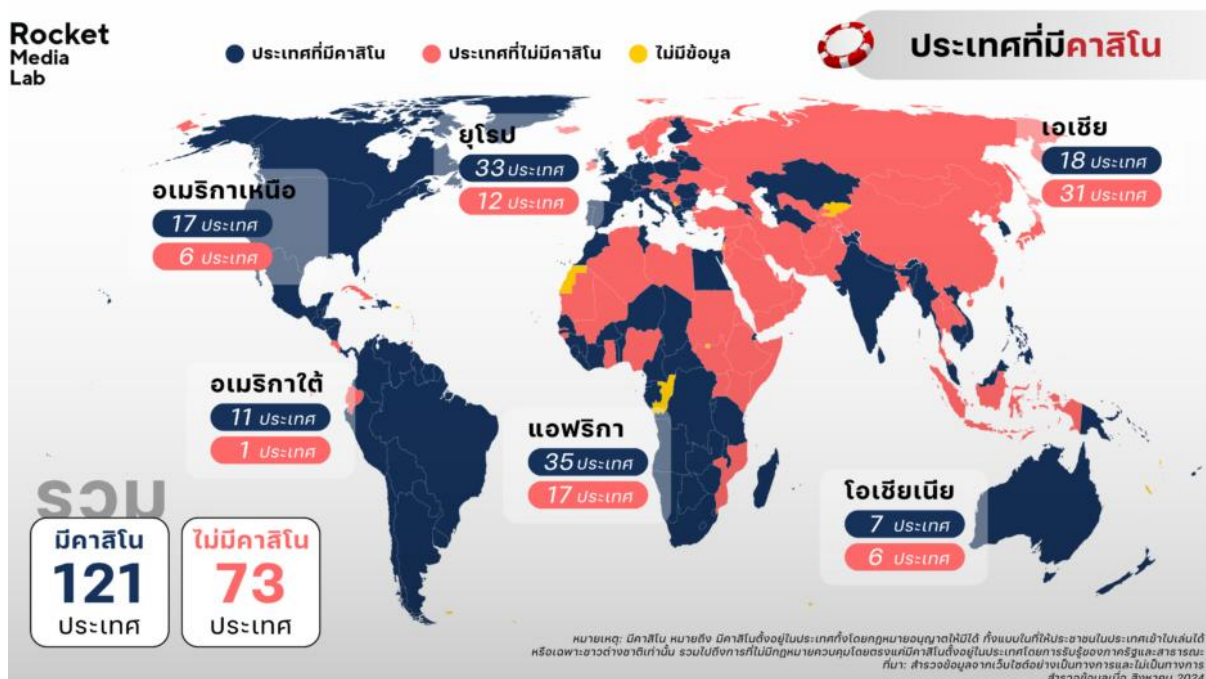 Rocket
Media
Lab
ประเทศที่มีคาสิโน
ประเทศที่ไม่มีคาสิโน
ไม่มีข้อมูล
ประเทศที่มีคาสิโน
ยุโรป
33 ประเทศ
12 ประเทศ
เอเชีย
18 ประเทศ
31 ประเทศ
อเมริกาเหนือ
17 ประเทศ
6 ประเทศ
อเมริกาใต้
11 ประเทศ
1 ประเทศ
แอฟริกา
35 ประเทศ
17 ประเทศ
โอเชียเนีย
7 ประเทศ
6 ประเทศ
รวม
มีคาสิโน
121
ประเทศ
ไม่มีคาสิโน
73
ประเทศ
หมายเหตุ: มีคาสิโน หมายถึง มีคาสิโนตั้งอยู่ในประเทศทั้งโดยกฎหมายอนุญาตให้มีได้ ทั้งแบบในที่ให้ประชาชนในประเทศเข้าไปเล่นได้
หรือเฉพาะชาวต่างชาติเท่านั้น รวมไปถึงการที่ไม่มีกฎหมายควบคุมโดยตรงแต่มีคาสิโนตั้งอยู่ในประเทศโดยการรับรู้ของภาครัฐและสาธารณะ
ที่มา: สำรวจข้อมูลจากเว็บไซต์อย่างเป็นทางการและไม่เป็นทางการ
สำรวจข้อมูลเมื่อ สิงหาคม 2024